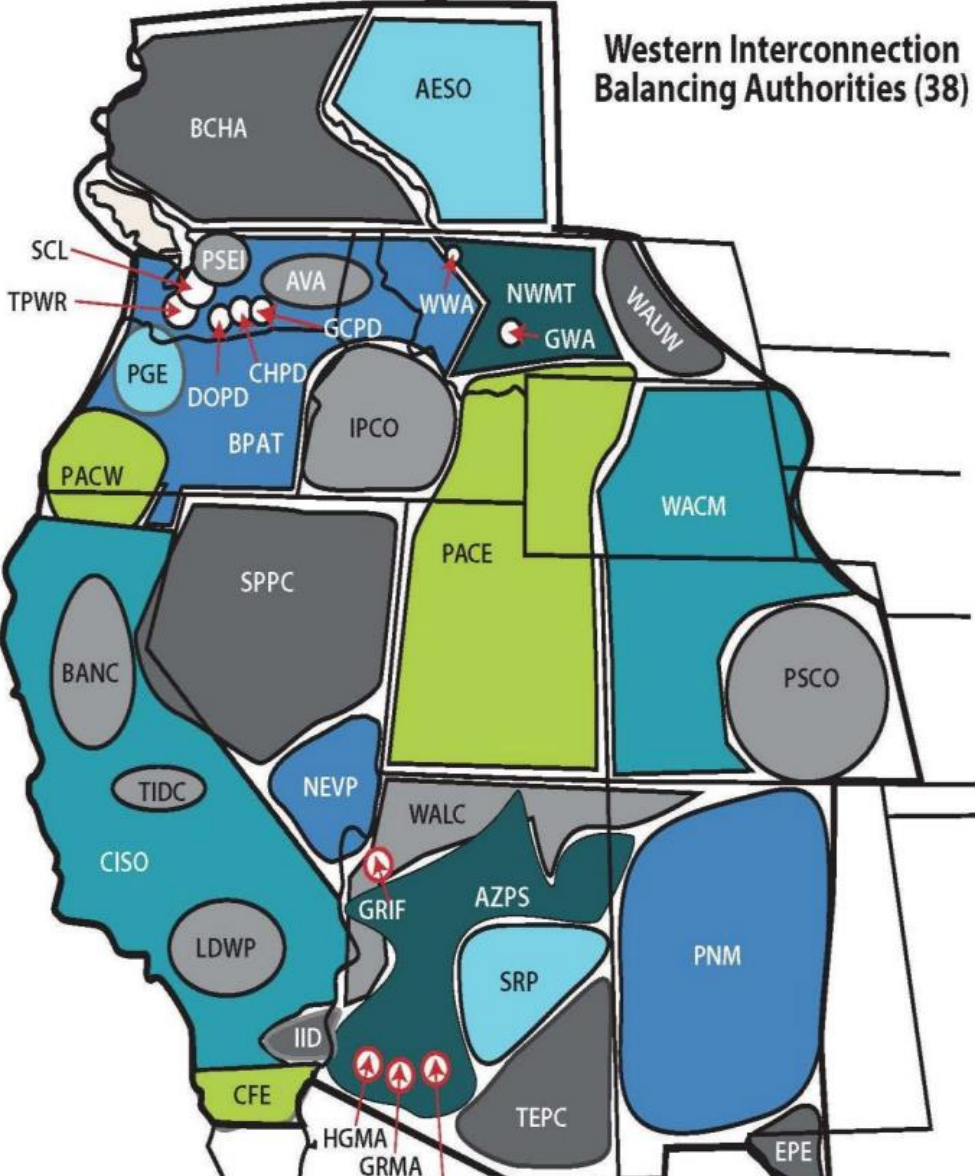 Western Interconnection
Balancing Authorities (38)
AESO
BCHA
SCL
PSEI
AVA
TPWR
WWA
NWMT
WAUW
GCPD
GWA
PGE
CHPD
DOPD
IPCO
BPAT
PACW
WACM
PACE
SPPC
BANC
PSCO
NEVP
TIDC
WALC
CISO
GRIF
AZPS
LDWP
SRP
PNM
IID
CFE
TEPC
HGMA
GRMA
EPE